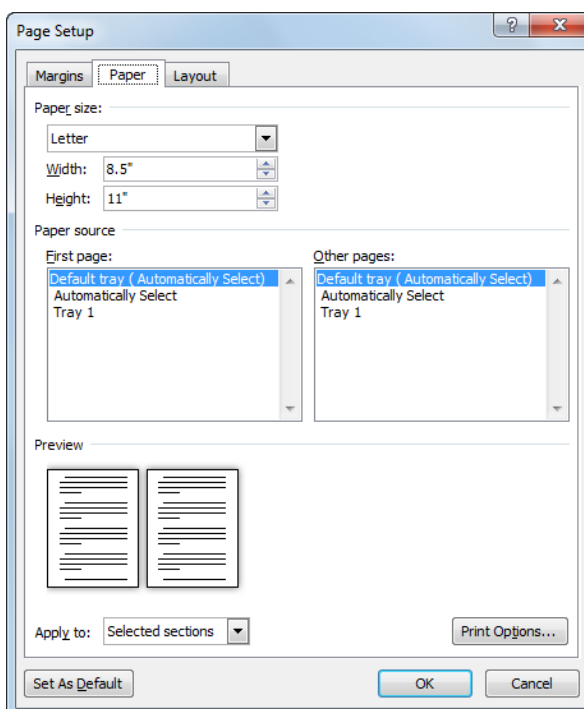 Page Setup
Margins Paper Layout
Paper size:
Letter
Width: 8.5"
Height: 11"
Paper source
First page: Other pages:
Default tray ( Automatically Select) Default tray ( Automatically Select)
Automatically Select Automatically Select
Tray 1 Tray 1
Preview
Apply to: Selected sections Print Options...
Set As Default OK Cancel